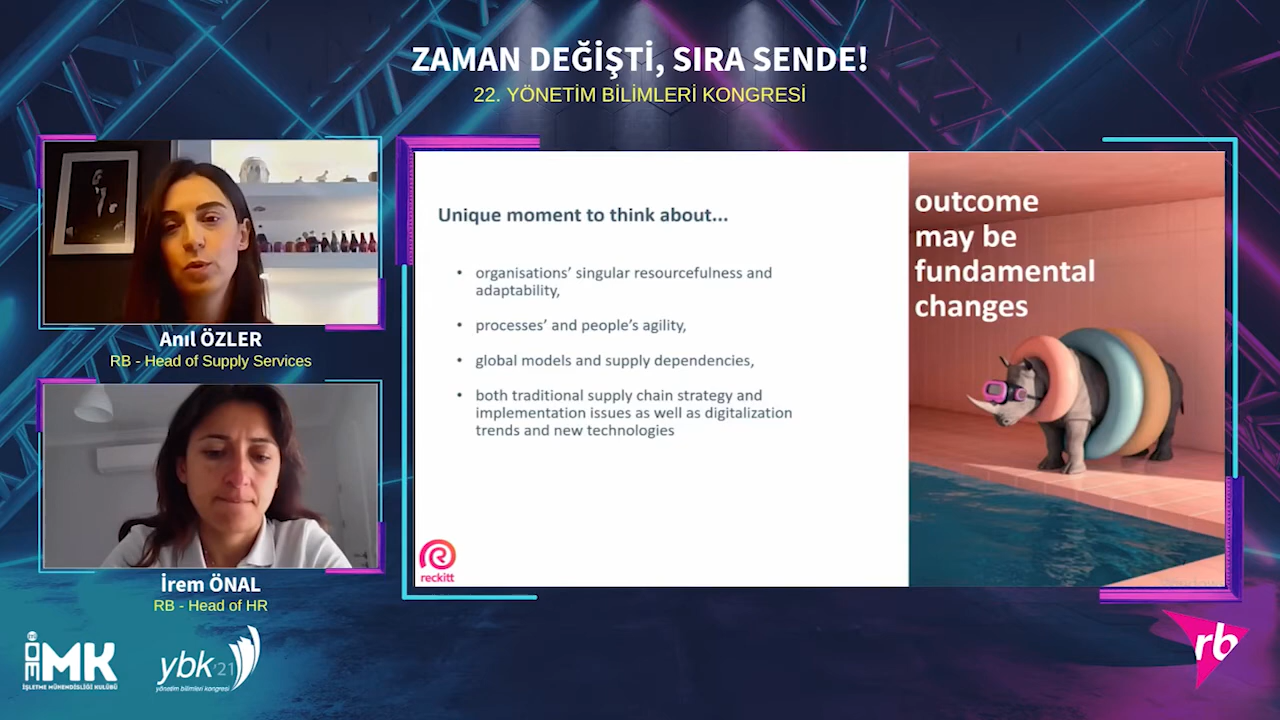 ZAMAN DEĞİŞTİ, SIRA SENDE!
22. YÖNETİM BİLİMLERİ KONGRESİ
Anıl ÖZLER
RB - Head of Supply Services
İrem ÖNAL
RB - Head of HR
Unique moment to think about...
• organisations' singular resourcefulness and
adaptability,
• processes' and people's agility,
• global models and supply dependencies,
• both traditional supply chain strategy and
implementation issues as well as digitalization
trends and new technologies
reckitt
outcome
may be
fundamental
changes
İMK
İŞLETME MÜHENDİSLİĞİ KULÜBÜ
ybk'21
yönetim bilimleri kongresi
rb